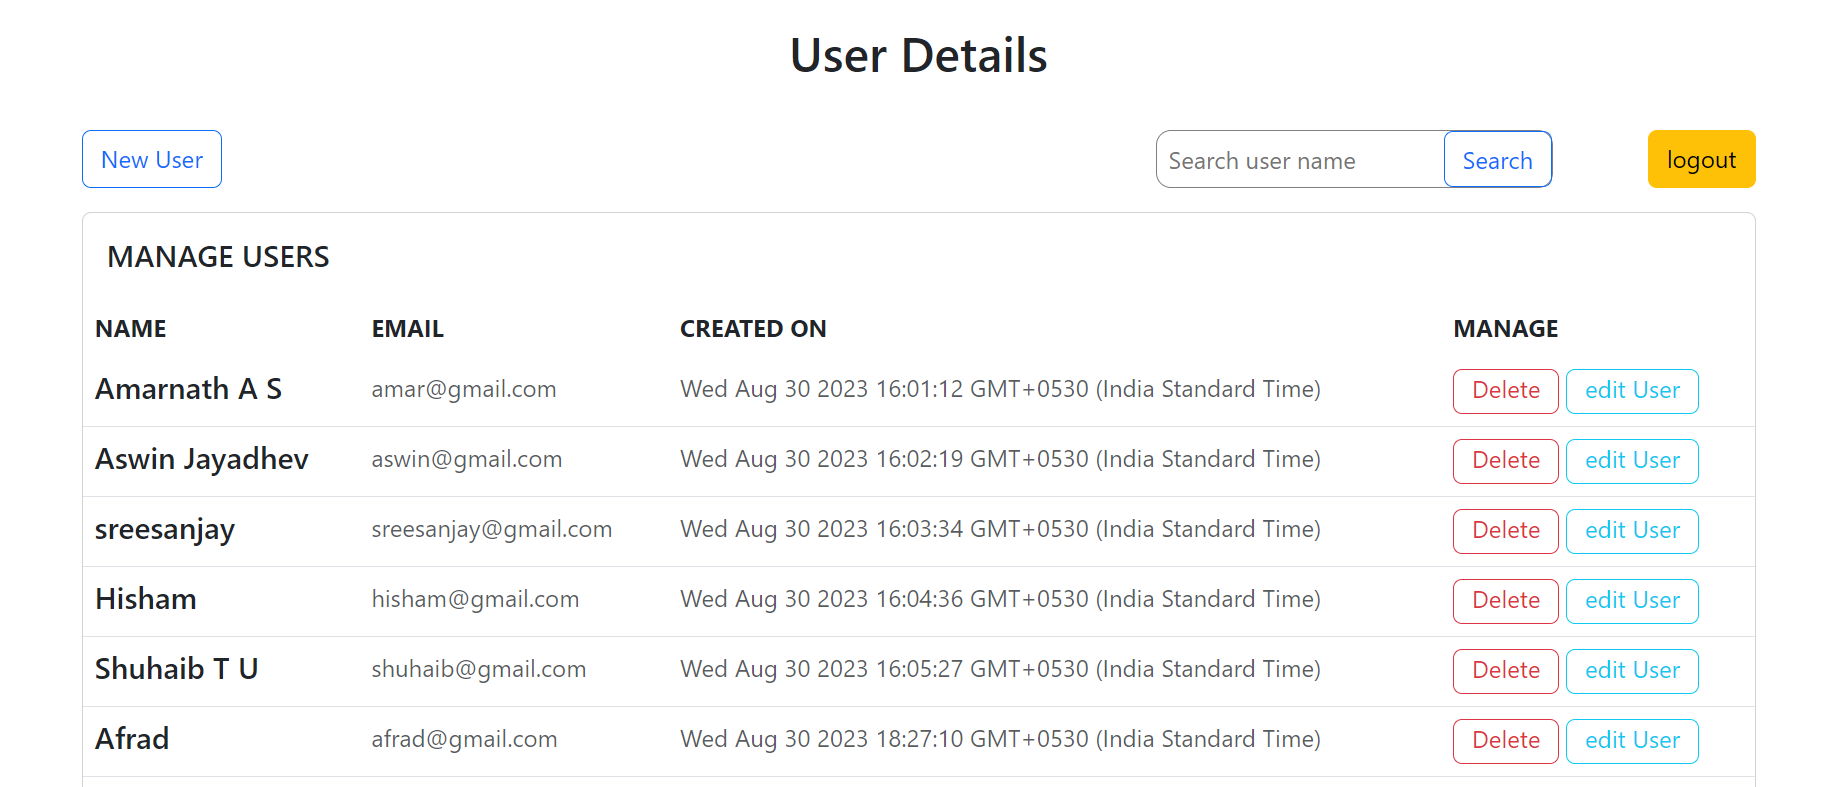 User Details
New User Search user name Search logout
MANAGE USERS
NAME EMAIL CREATED ON MANAGE
Amarnath A S amar@gmail.com Wed Aug 30 2023 16:01:12 GMT+0530 (India Standard Time) Delete edit User
Aswin Jayadhev aswin@gmail.com Wed Aug 30 2023 16:02:19 GMT+0530 (India Standard Time) Delete edit User
sreesanjay sreesanjay@gmail.com Wed Aug 30 2023 16:03:34 GMT+0530 (India Standard Time) Delete edit User
Hisham hisham@gmail.com Wed Aug 30 2023 16:04:36 GMT+0530 (India Standard Time) Delete edit User
Shuhaib T U shuhaib@gmail.com Wed Aug 30 2023 16:05:27 GMT+0530 (India Standard Time) Delete edit User
Afrad afrad@gmail.com Wed Aug 30 2023 18:27:10 GMT+0530 (India Standard Time) Delete edit User